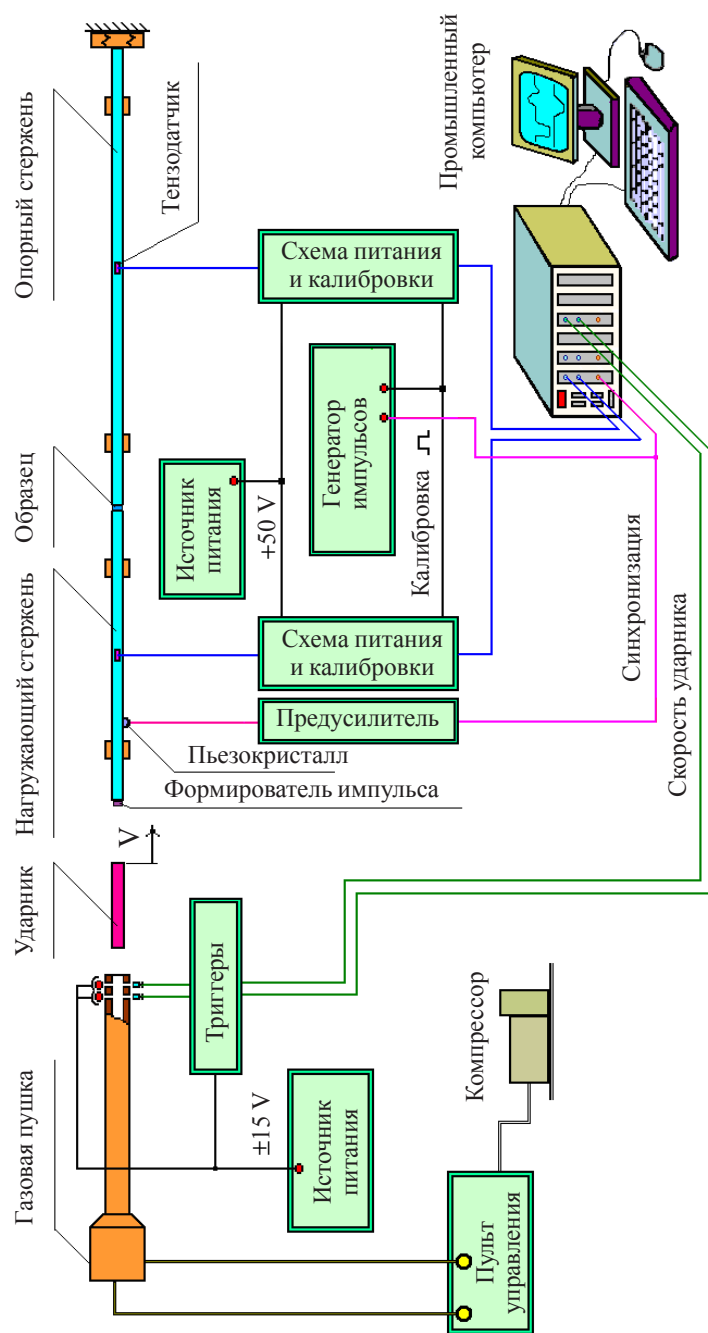 Газовая пушка
Ударник
Нагружающий стержень
Образец
Опорный стержень
V
Формирователь импульса
Пьезокристалл
Тензодатчик
Триггеры
±15 V
Источник
питания
Пульт
управления
Компрессор
Предусилитель
Схема питания
и калибровки
Источник
питания
+50 V
Генератор
импульсов
Калибровка
Схема питания
и калибровки
Синхронизация
Скорость ударника
Промышленный
компьютер